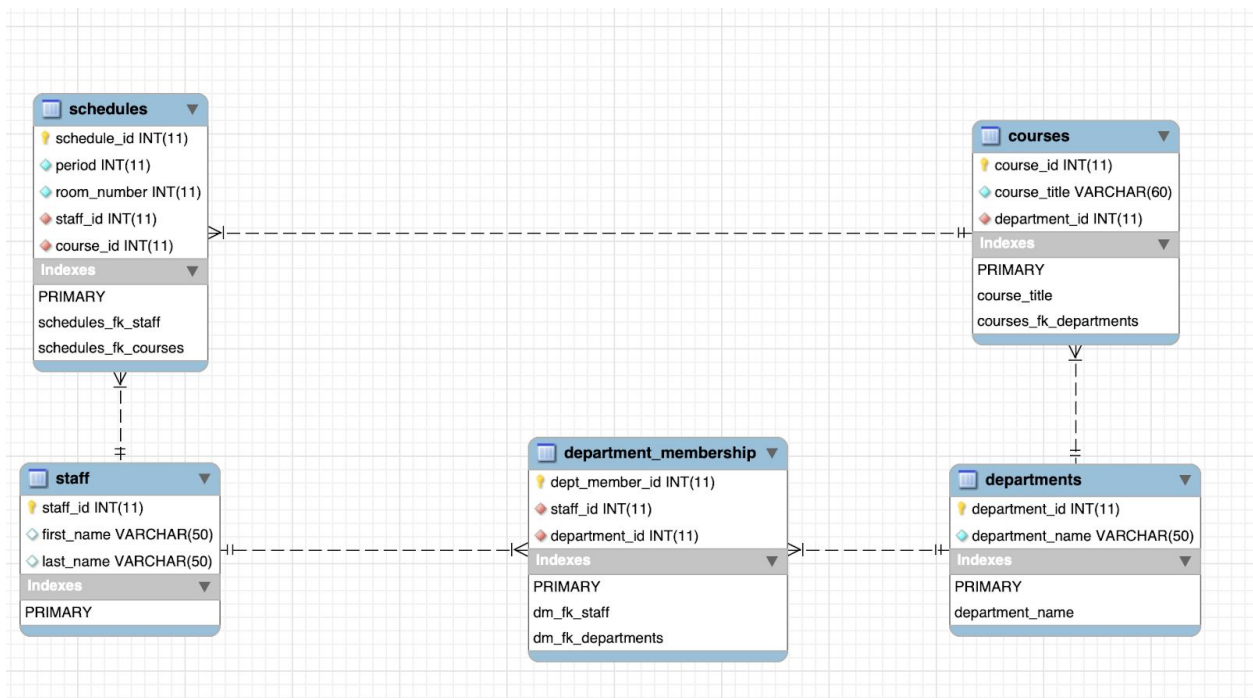 schedules
schedule_id INT(11)
period INT(11)
room_number INT(11)
staff_id INT(11)
course_id INT(11)
Indexes
PRIMARY
schedules_fk_staff
schedules_fk_courses
courses
course_id INT(11)
course_title VARCHAR(60)
department_id INT(11)
Indexes
PRIMARY
course_title
courses_fk_departments
staff
staff_id INT(11)
first_name VARCHAR(50)
last_name VARCHAR(50)
Indexes
PRIMARY
department_membership
dept_member_id INT(11)
staff_id INT(11)
department_id INT(11)
Indexes
PRIMARY
dm_fk_staff
dm_fk_departments
departments
department_id INT(11)
department_name VARCHAR(50)
Indexes
PRIMARY
department_name